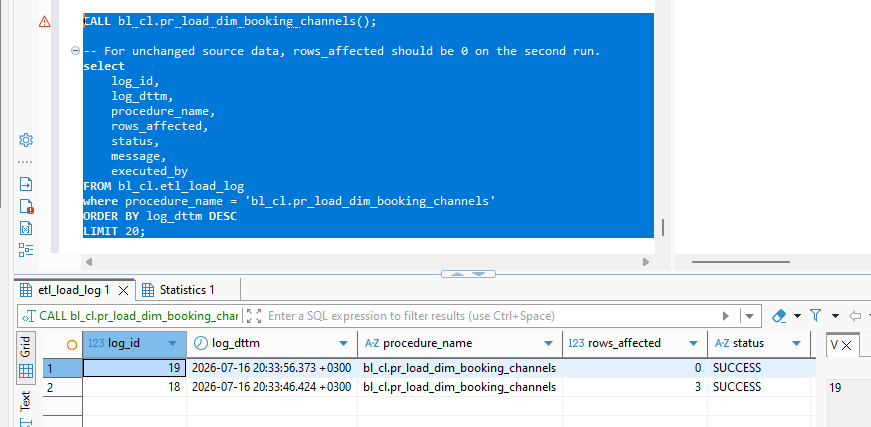 CALL bl_cl.pr_load_dim_booking_channels();
-- For unchanged source data, rows_affected should be 0 on the second run.
select
log_id,
log_dttm,
procedure_name,
rows_affected,
status,
message,
executed_by
FROM bl_cl.etl_load_log
where procedure_name = 'bl_cl.pr_load_dim_booking_channels'
ORDER BY log_dttm DESC
LIMIT 20;
etl_load_log 1 Statistics 1
CALL bl_cl.pr_load_dim_booking_char Enter a SQL expression to filter results (use Ctrl+Space)
Grid
Text
123 log_id log_dttm A-Z procedure_name 123 rows_affected A-Z status V
1 19 2026-07-16 20:33:56.373 +0300 bl_cl.pr_load_dim_booking_channels 0 SUCCESS 19
2 18 2026-07-16 20:33:46.424 +0300 bl_cl.pr_load_dim_booking_channels 3 SUCCESS